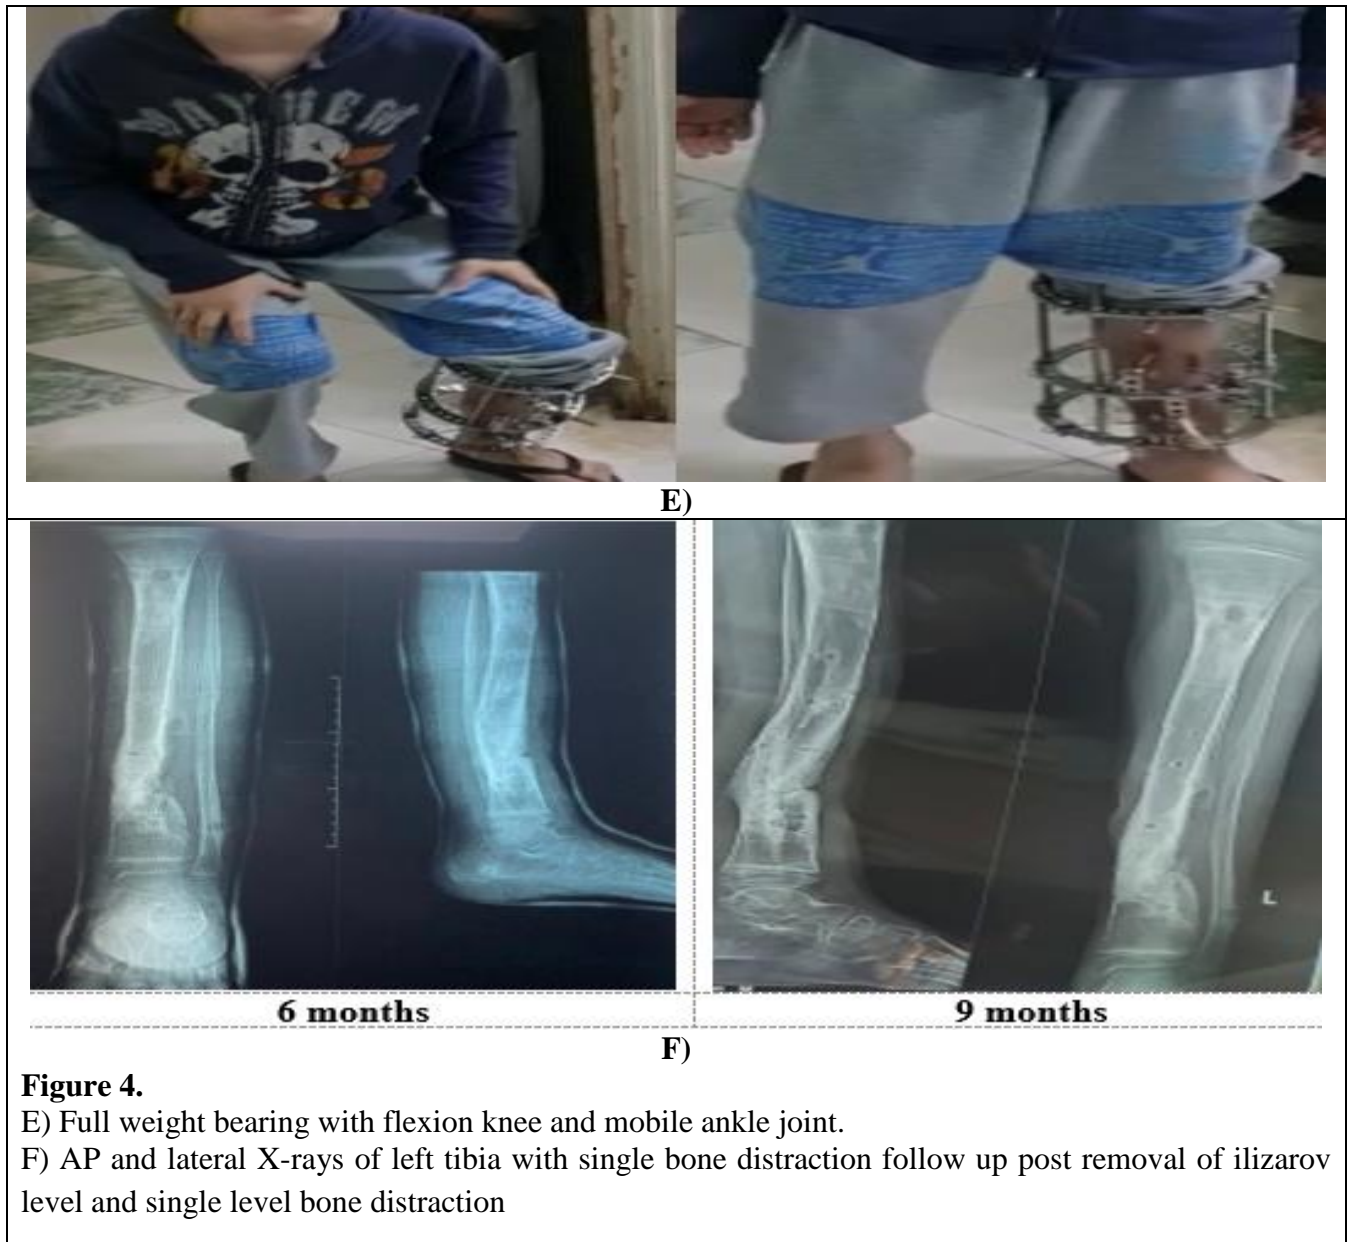 MAYHEM
E)
L
6 months
9 months
F)
Figure 4.
E) Full weight bearing with flexion knee and mobile ankle joint.
F) AP and lateral X-rays of left tibia with single bone distraction follow up post removal of ilizarov
level and single level bone distraction